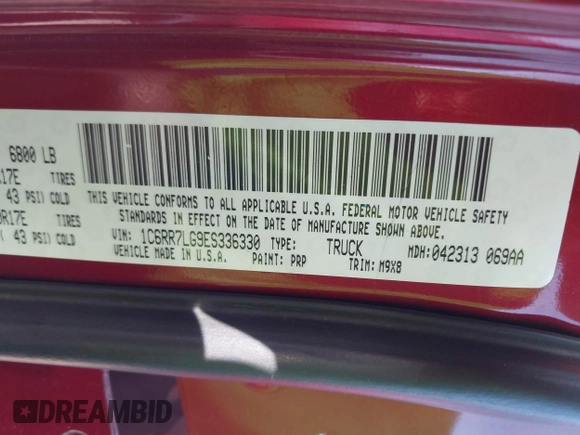 6800 LB
R17E TIRES
43 PSI) COLD
R17E TIRES
( 43 PSI) COLD
THIS VEHICLE CONFORMS TO ALL APPLICABLE U.S.A. FEDERAL MOTOR VEHICLE SAFETY
STANDARDS IN EFFECT ON THE DATE OF MANUFACTURE SHOWN ABOVE.
VIN: 1C6RR7LG9ES336330 TYPE: TRUCK MDH: 042313 069AA
VEHICLE MADE IN U.S.A. PAINT: PRP TRIM: M9X8
DREAMBID